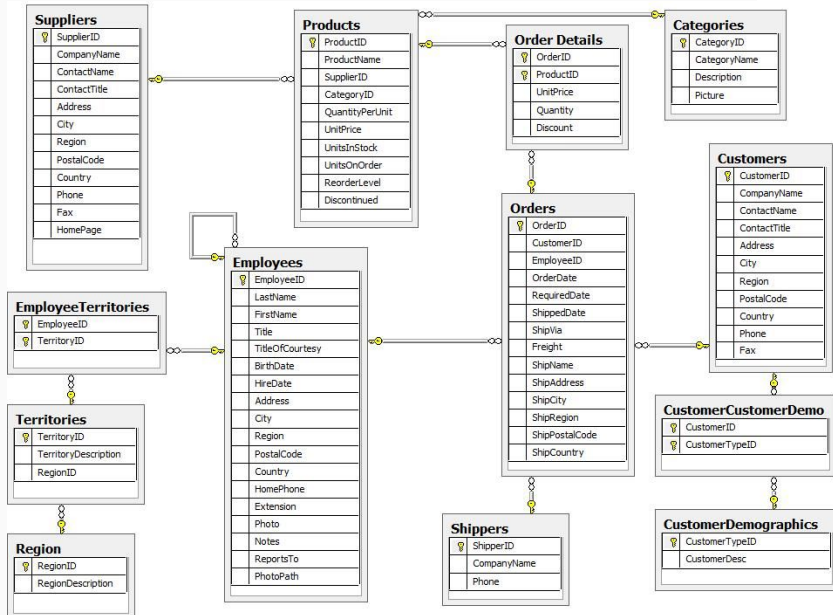 Suppliers
SupplierID
CompanyName
ContactName
ContactTitle
Address
City
Region
PostalCode
Country
Phone
Fax
HomePage
Products
ProductID
ProductName
SupplierID
CategoryID
QuantityPerUnit
UnitPrice
UnitsInStock
UnitsOnOrder
ReorderLevel
Discontinued
Order Details
OrderID
ProductID
UnitPrice
Quantity
Discount
Categories
CategoryID
CategoryName
Description
Picture
Customers
CustomerID
CompanyName
ContactName
ContactTitle
Address
City
Region
PostalCode
Country
Phone
Fax
Orders
OrderID
CustomerID
EmployeeID
OrderDate
RequiredDate
ShippedDate
ShipVia
Freight
ShipName
ShipAddress
ShipCity
ShipRegion
ShipPostalCode
ShipCountry
Employees
EmployeeID
LastName
FirstName
Title
TitleOfCourtesy
BirthDate
HireDate
Address
City
Region
PostalCode
Country
HomePhone
Extension
Photo
Notes
ReportsTo
PhotoPath
EmployeeTerritories
EmployeeID
TerritoryID
Territories
TerritoryID
TerritoryDescription
RegionID
Region
RegionID
RegionDescription
Shippers
ShipperID
CompanyName
Phone
CustomerCustomerDemo
CustomerID
CustomerTypeID
CustomerDemographics
CustomerTypeID
CustomerDesc